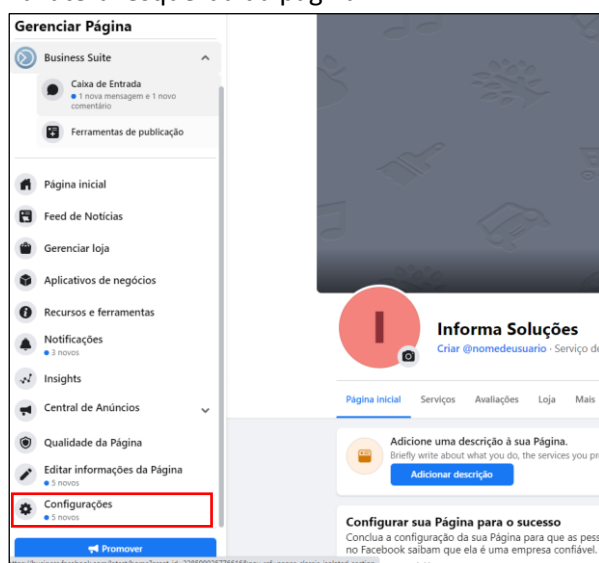 Gerenciar Página
Business Suite
Caixa de Entrada
1 nova mensagem e 1 novo
comentário
Ferramentas de publicação
Página inicial
Feed de Notícias
Gerenciar loja
Aplicativos de negócios
Recursos e ferramentas
Notificações
3 novos
Insights
Central de Anúncios
Qualidade da Página
Editar informações da Página
5 novos
Configurações
5 novos
Promover
I
Informa Soluções
Criar @nomedeusuario · Serviço de
Página inicial Serviços Avaliações Loja Mais
Adicione uma descrição à sua Página.
Briefly write about what you do, the services you pr
Adicionar descrição
Configurar sua Página para o sucesso
Conclua a configuração da sua Página para que as pes
no Facebook saibam que ela é uma empresa confiável.